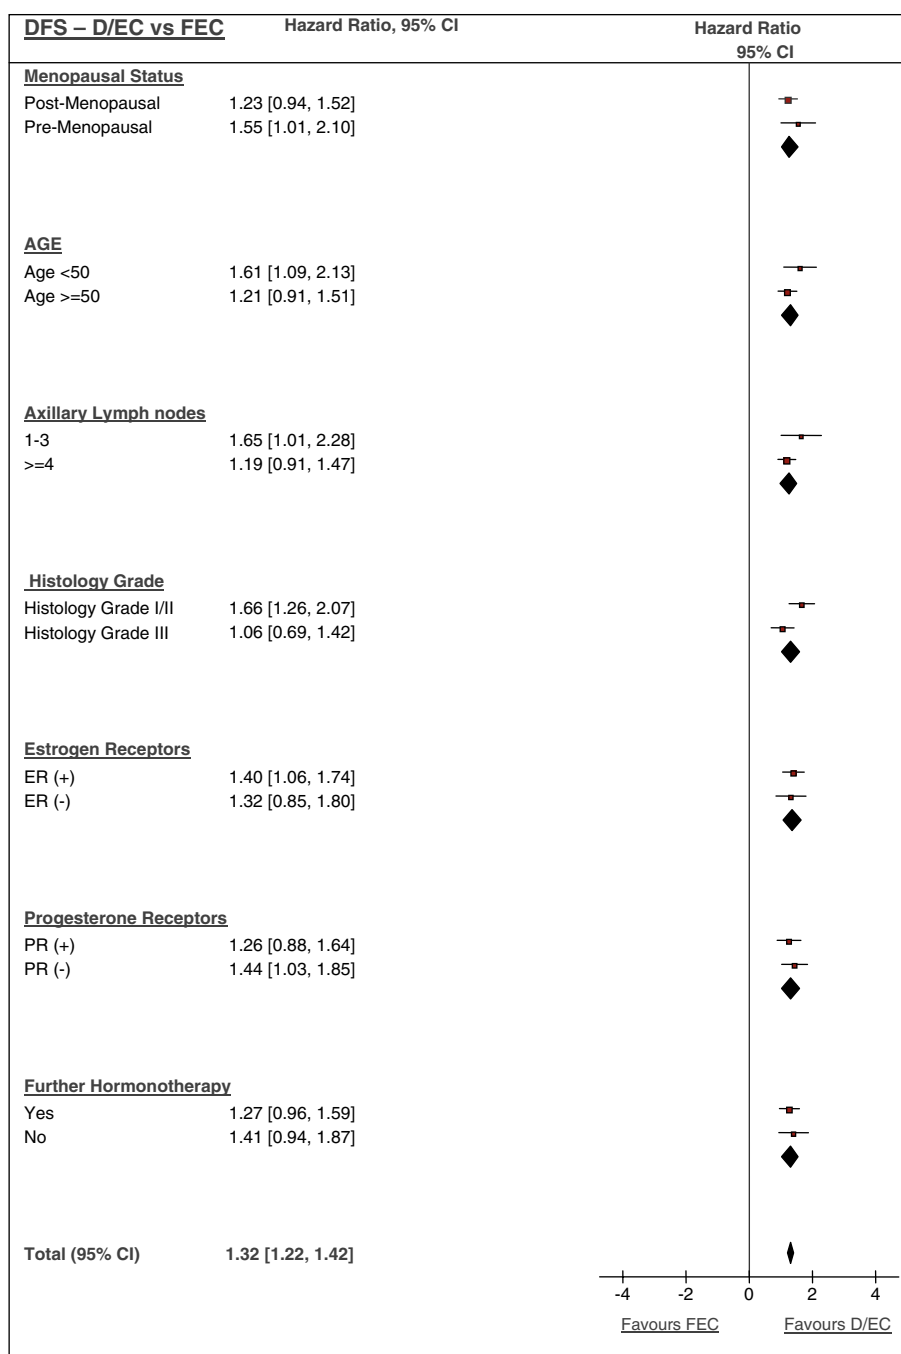 DFS – D/EC vs FEC Hazard Ratio, 95% CI Hazard Ratio
95% CI
Menopausal Status
Post-Menopausal 1.23 [0.94, 1.52]
Pre-Menopausal 1.55 [1.01, 2.10]
AGE
Age <50 1.61 [1.09, 2.13]
Age >=50 1.21 [0.91, 1.51]
Axillary Lymph nodes
1-3 1.65 [1.01, 2.28]
>=4 1.19 [0.91, 1.47]
Histology Grade
Histology Grade I/II 1.66 [1.26, 2.07]
Histology Grade III 1.06 [0.69, 1.42]
Estrogen Receptors
ER (+) 1.40 [1.06, 1.74]
ER (-) 1.32 [0.85, 1.80]
Progesterone Receptors
PR (+) 1.26 [0.88, 1.64]
PR (-) 1.44 [1.03, 1.85]
Further Hormonotherapy
Yes 1.27 [0.96, 1.59]
No 1.41 [0.94, 1.87]
Total (95% CI) 1.32 [1.22, 1.42]
-4 -2 0 2 4
Favours FEC Favours D/EC